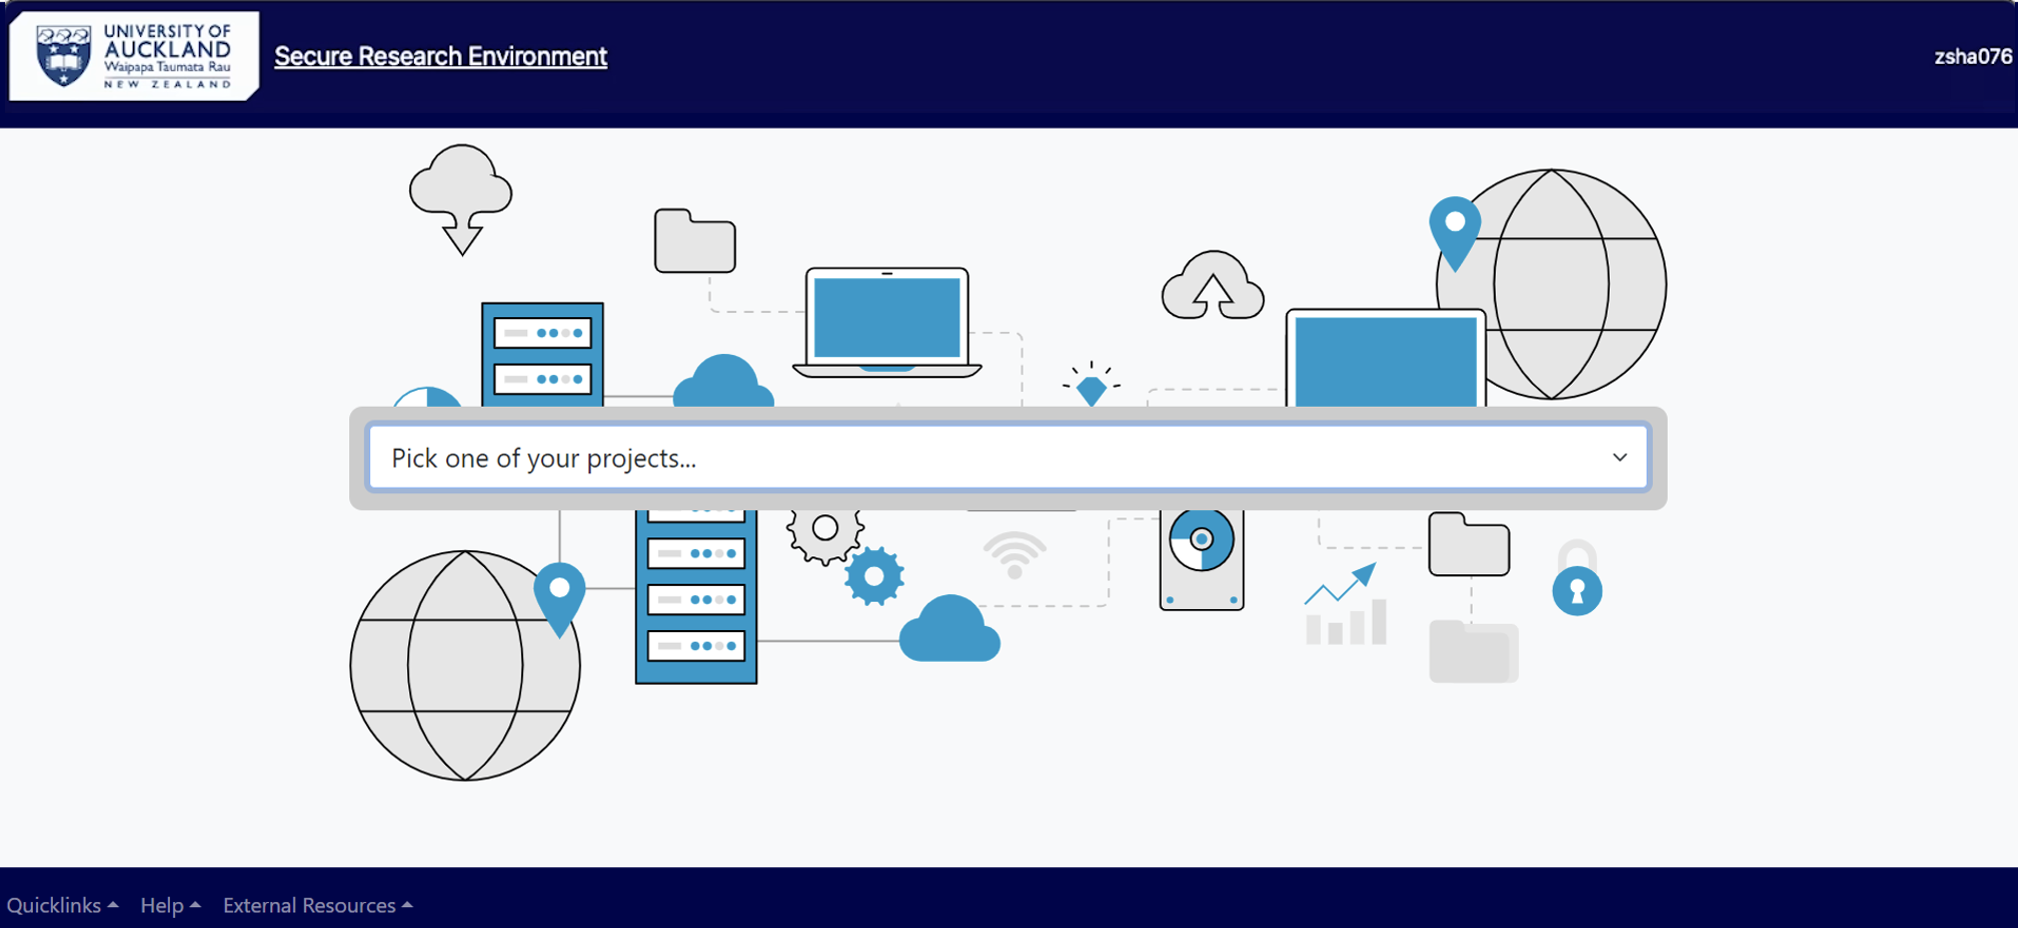 UNIVERSITY OF
AUCKLAND
Waipapa Taumata Rau
NEW ZEALAND
Secure Research Environment
zsha076
Pick one of your projects...
Quicklinks
Help
External Resources